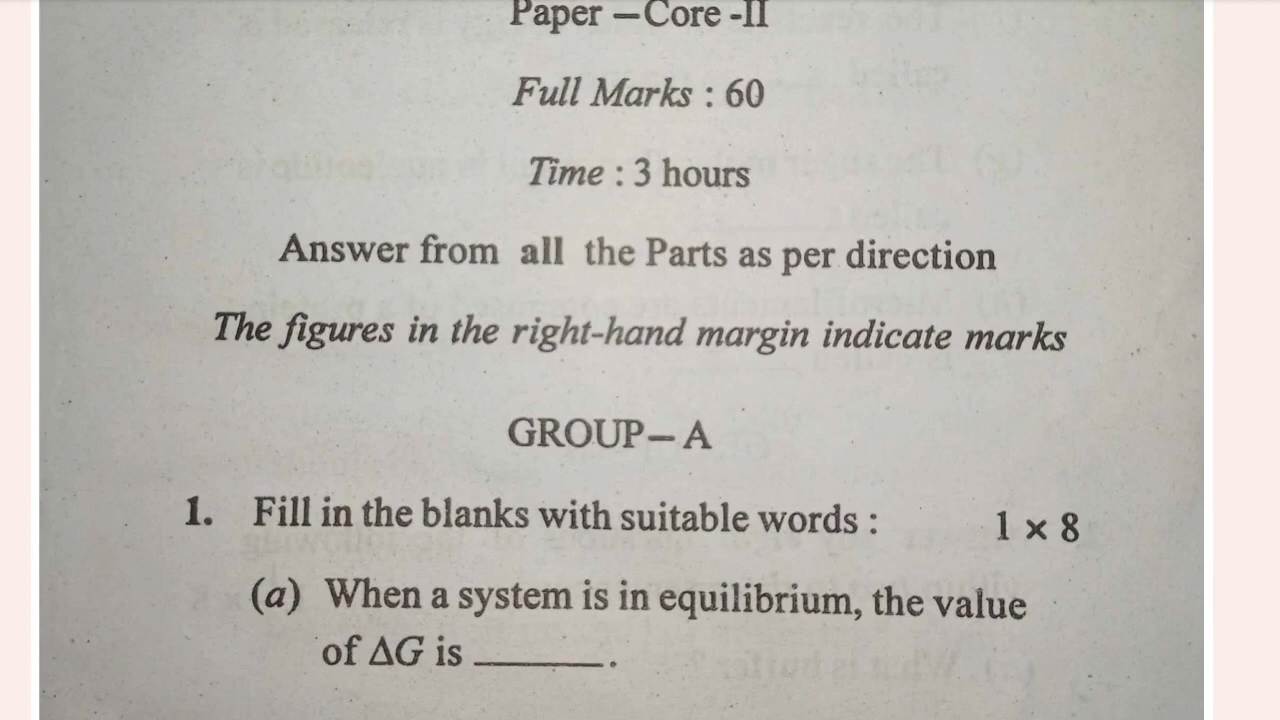 Paper – Core -II
Full Marks : 60
Time : 3 hours
Answer from all the Parts as per direction
The figures in the right-hand margin indicate marks
GROUP – A
1. Fill in the blanks with suitable words : 1 × 8
(a) When a system is in equilibrium, the value
of ΔG is ______.